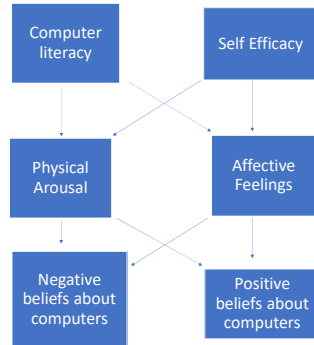 Computer
literacy
Self Efficacy
Physical
Arousal
Affective
Feelings
Negative
beliefs about
computers
Positive
beliefs about
computers